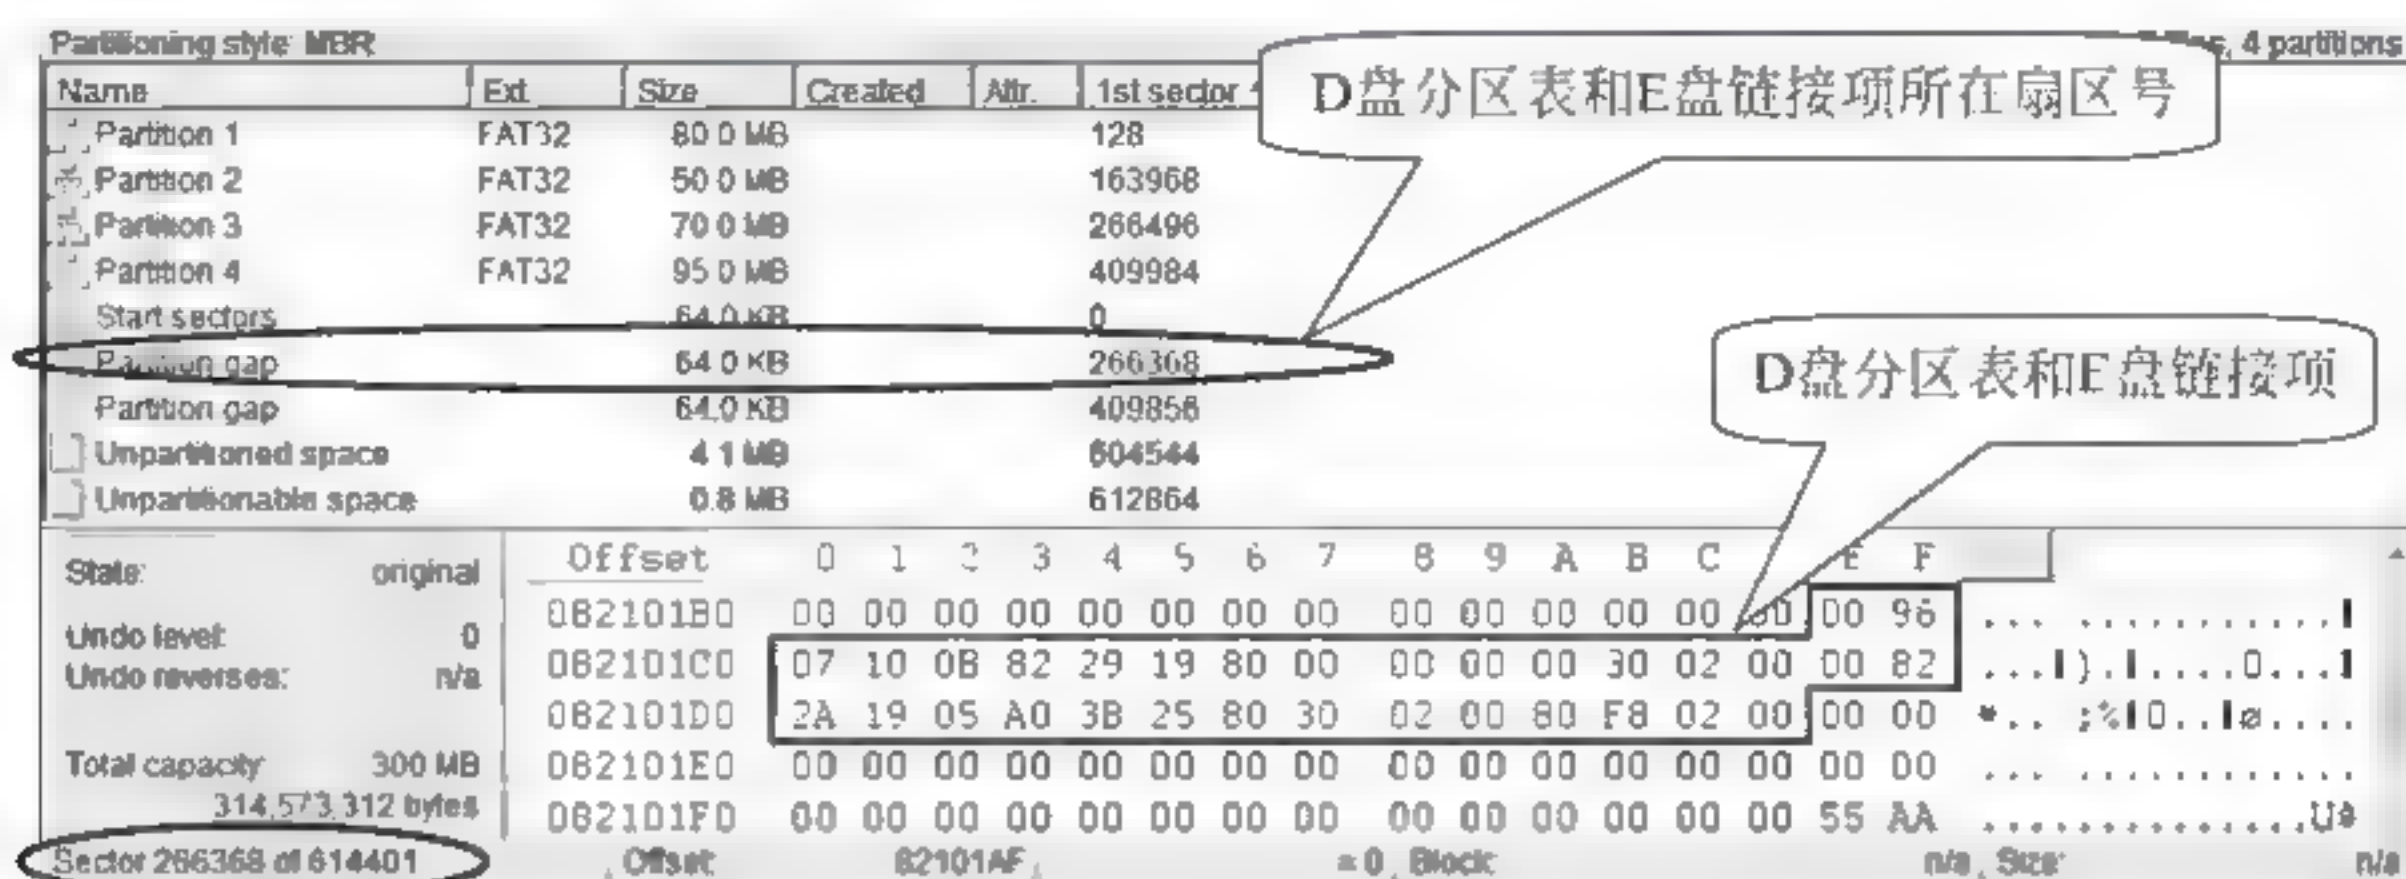 Partitioning style: MBR
s, 4 partitions
Name Ext. Size Created Attr. 1st sector
D盘分区表和E盘链接项所在扇区号
Partition 1 FAT32 80.0 MB 128
Partition 2 FAT32 50.0 MB 163968
Partition 3 FAT32 70.0 MB 266496
Partition 4 FAT32 95.0 MB 409984
Start sectors 64.0 KB 0
Partition gap 64.0 KB 266368
Partition gap 64.0 KB 409856
Unpartitioned space 4.1 MB 604544
Unpartitionable space 0.8 MB 612864
D盘分区表和E盘链接项
State: original
Undo level: 0
Undo reverses: n/a
Total capacity: 300 MB
314,573,312 bytes
Sector 266368 of 614401
Offset 0 1 2 3 4 5 6 7 8 9 A B C E F
082101B0 00 00 00 00 00 00 00 00 00 00 00 00 00 00 00 96
082101C0 07 10 0B 82 29 19 80 00 00 00 00 30 02 00 00 82 ...l).l....0...l
082101D0 2A 19 05 A0 3B 25 80 30 02 00 80 F8 02 00 00 00 *.. ;%l0..lø....
082101E0 00 00 00 00 00 00 00 00 00 00 00 00 00 00 00 00
082101F0 00 00 00 00 00 00 00 00 00 00 00 00 00 00 55 AA ..............Uª
Offset: 82101AF = 0 Block: n/a Size: n/a